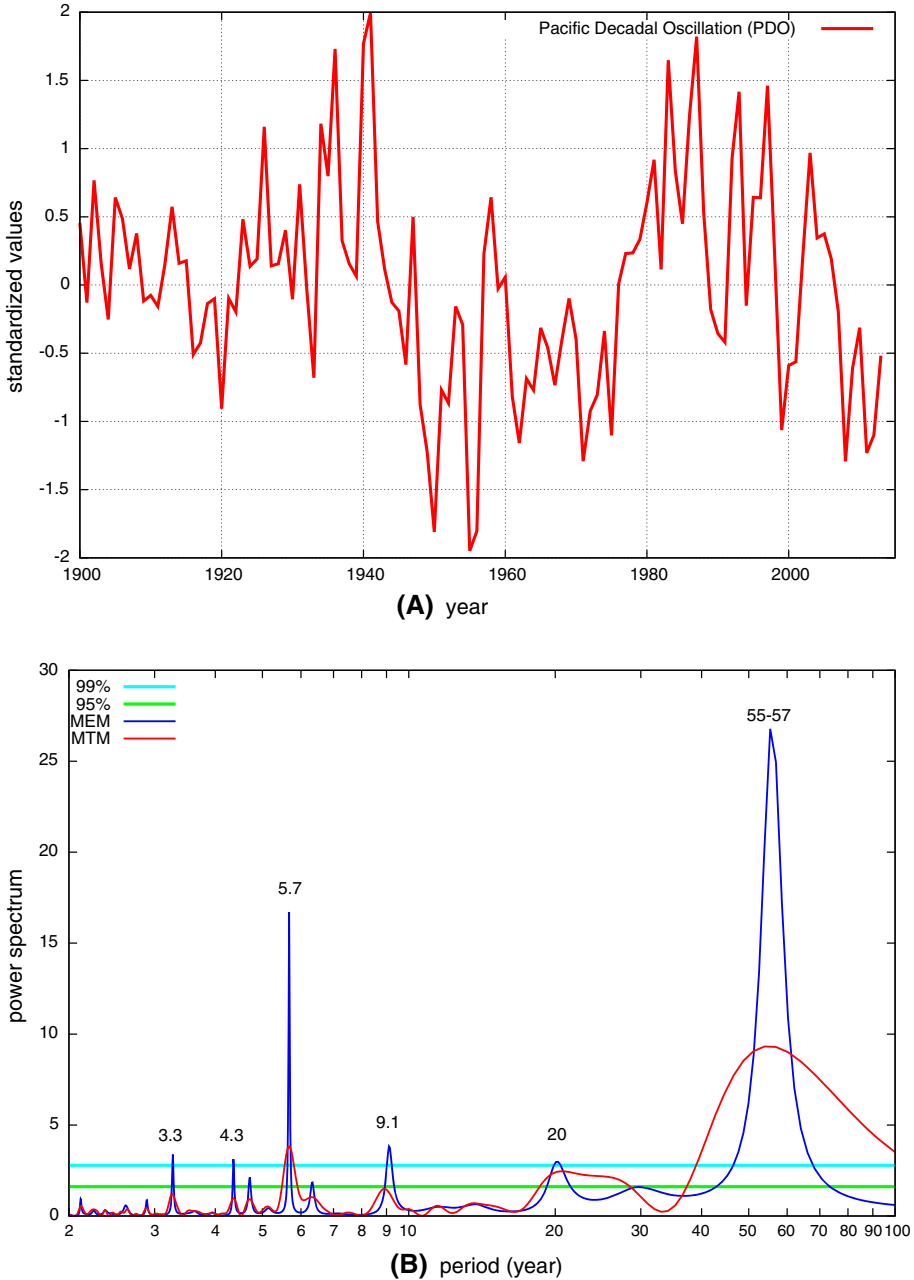 2
1.5
1
0.5
0
-0.5
-1
-1.5
-2
standardized values
Pacific Decadal Oscillation (PDO)
1900 1920 1940 1960 1980 2000
(A) year
30
25
20
15
10
5
0
power spectrum
99%
95%
MEM
MTM
55-57
5.7
3.3 4.3 9.1 20
2 3 4 5 6 7 8 9 10 20 30 40 50 60 70 80 90 100
(B) period (year)